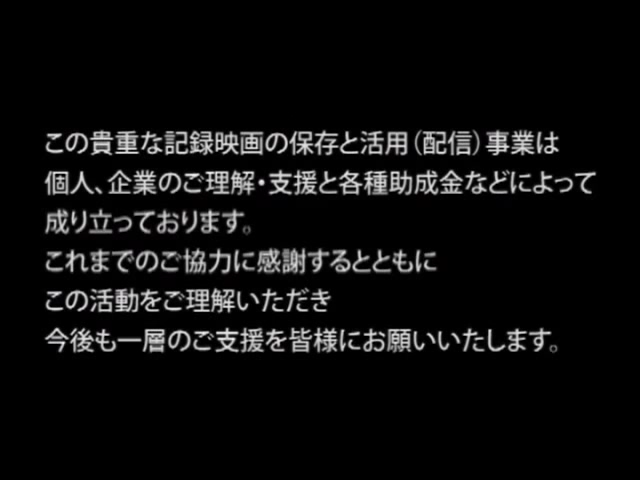 この貴重な記録映画の保存と活用（配信）事業は
個人、企業のご理解・支援と各種助成金などによって
成り立っております。
これまでのご協力に感謝するとともに
この活動をご理解いただき
今後も一層のご支援を皆様にお願いいたします。